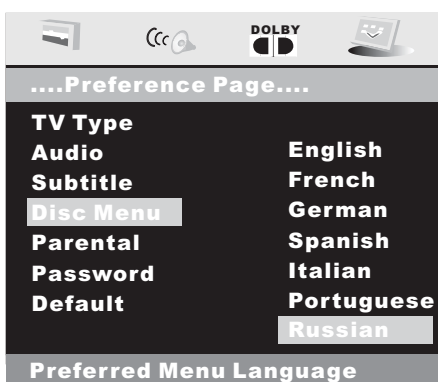 DOLBY
....Preference Page....
TV Type
Audio
Subtitle
Disc Menu
Parental
Password
Default
English
French
German
Spanish
Italian
Portuguese
Russian
Preferred Menu Language